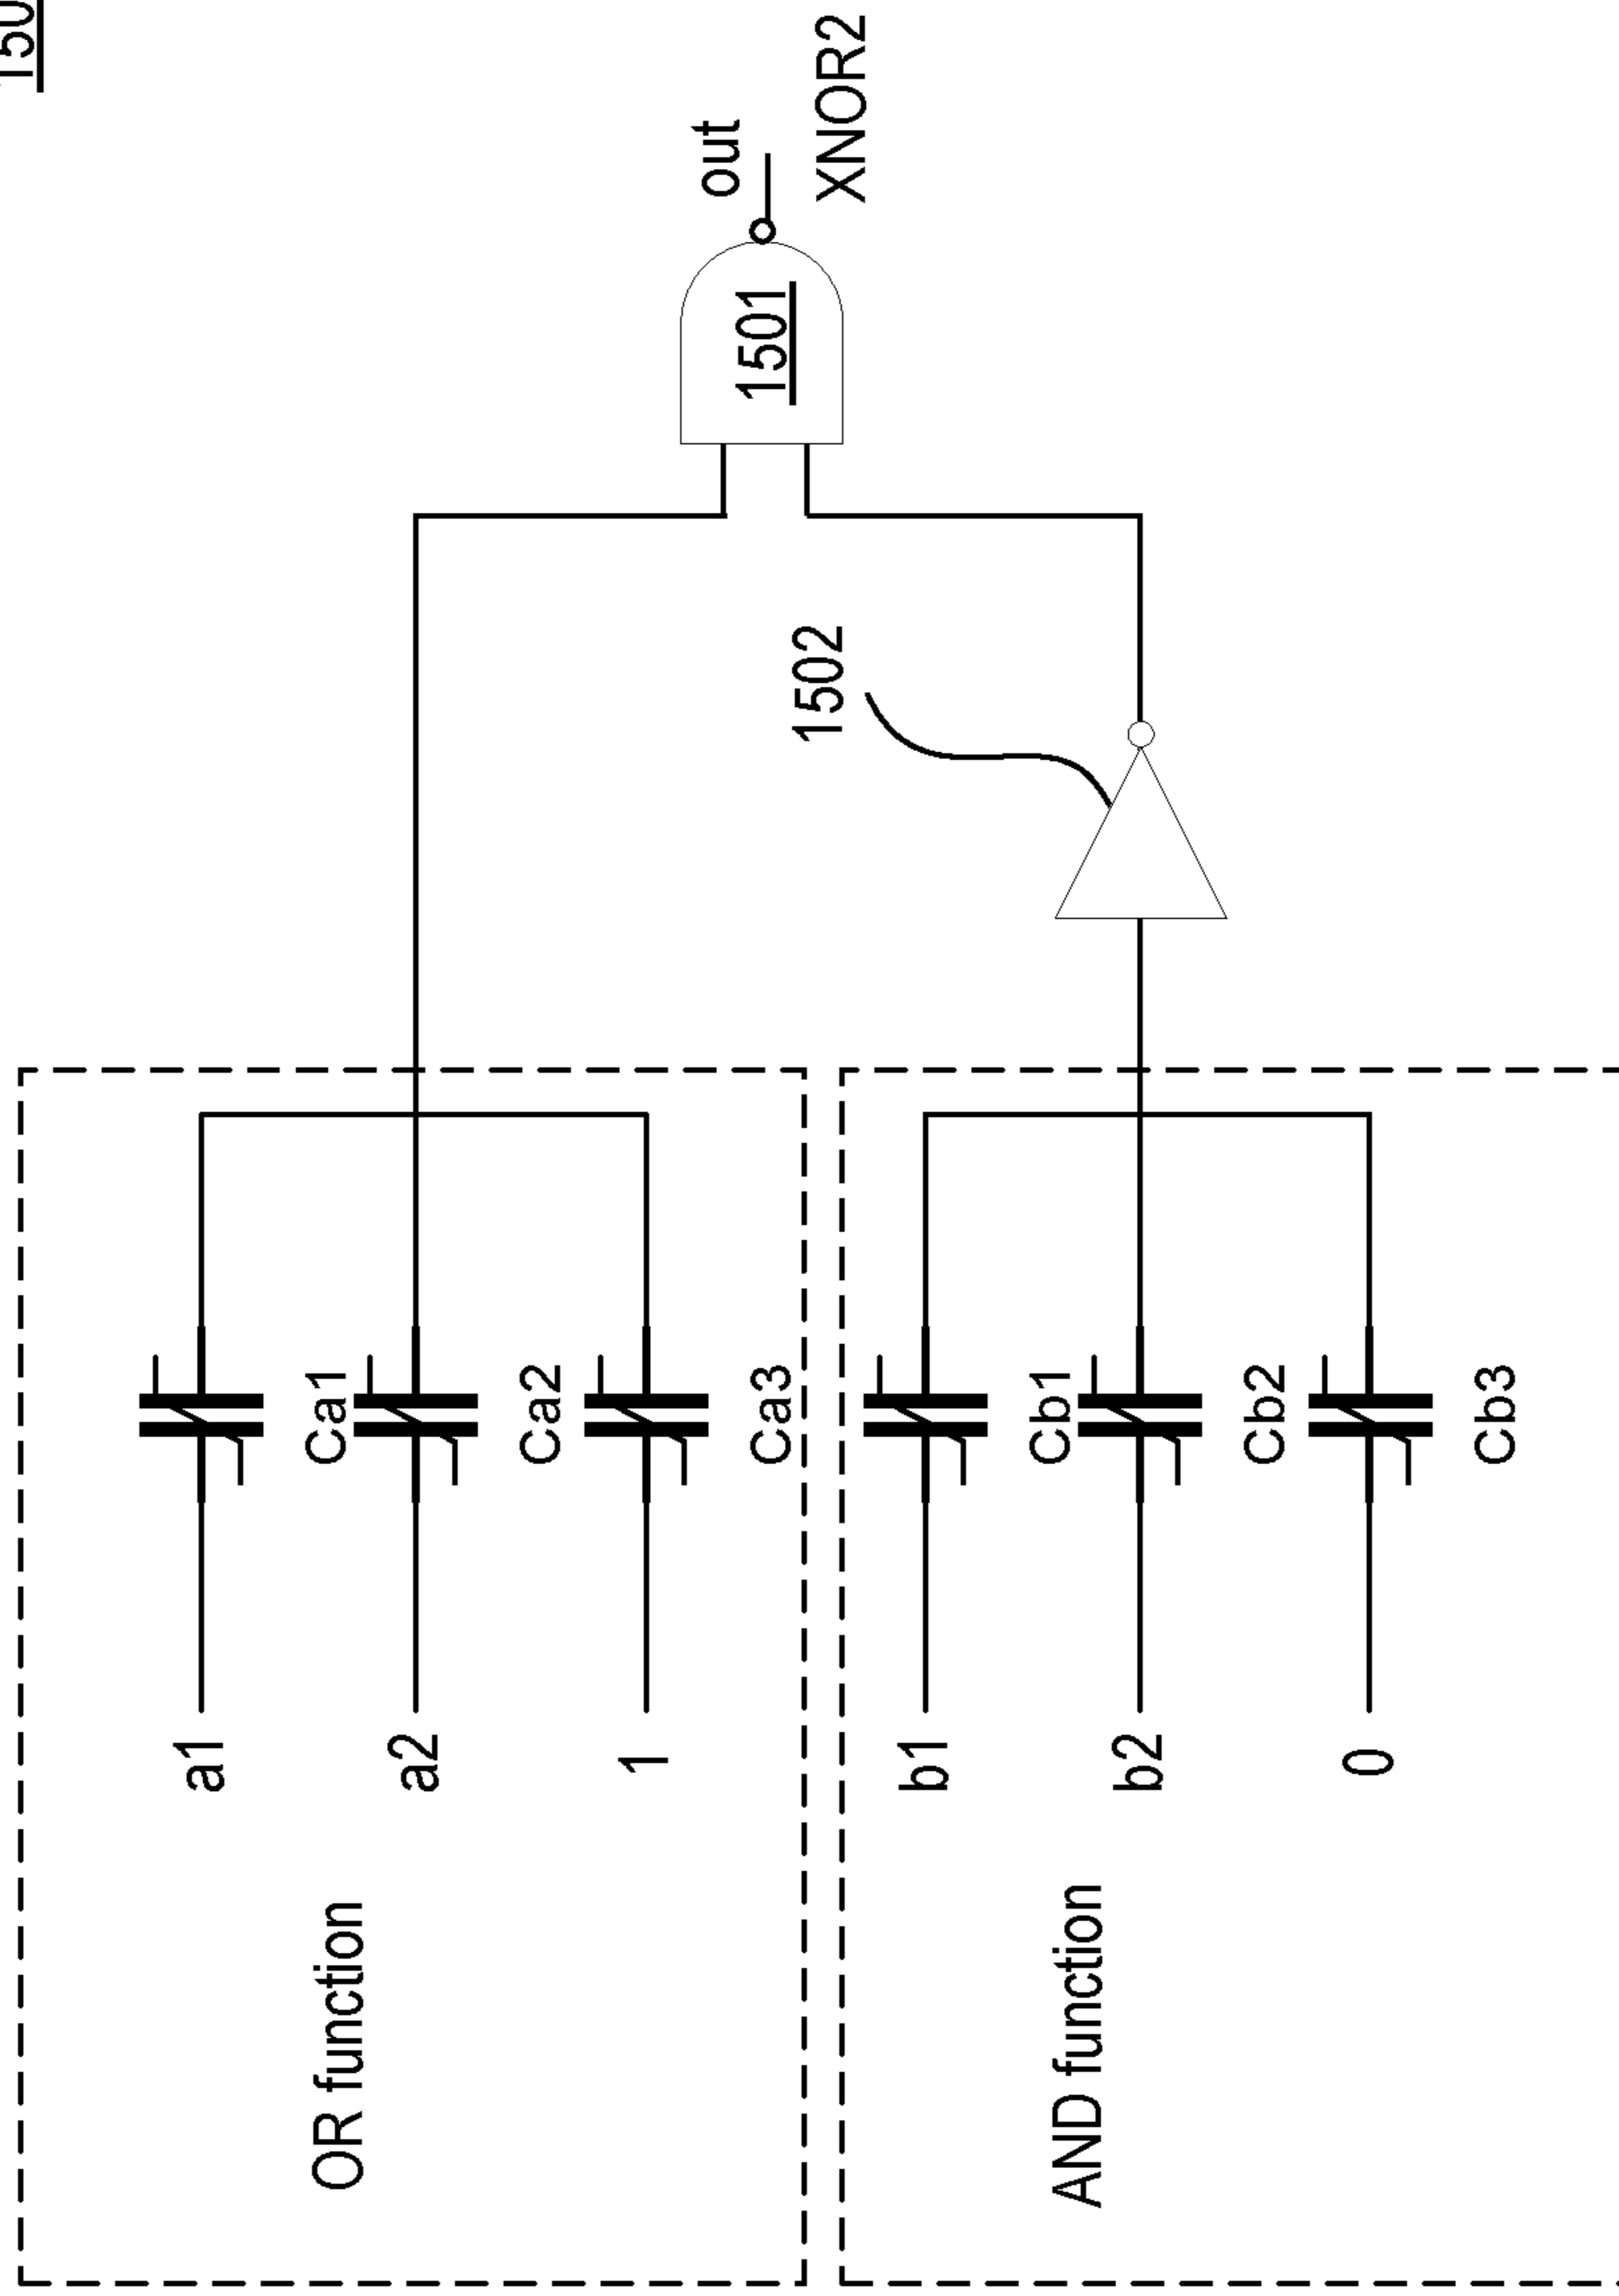 150
a1
Ca1
OR function
a2
Ca2
1
out
1501
Ca3
1502
XNOR2
b1
Cb1
AND function
b2
Cb2
0
Cb3